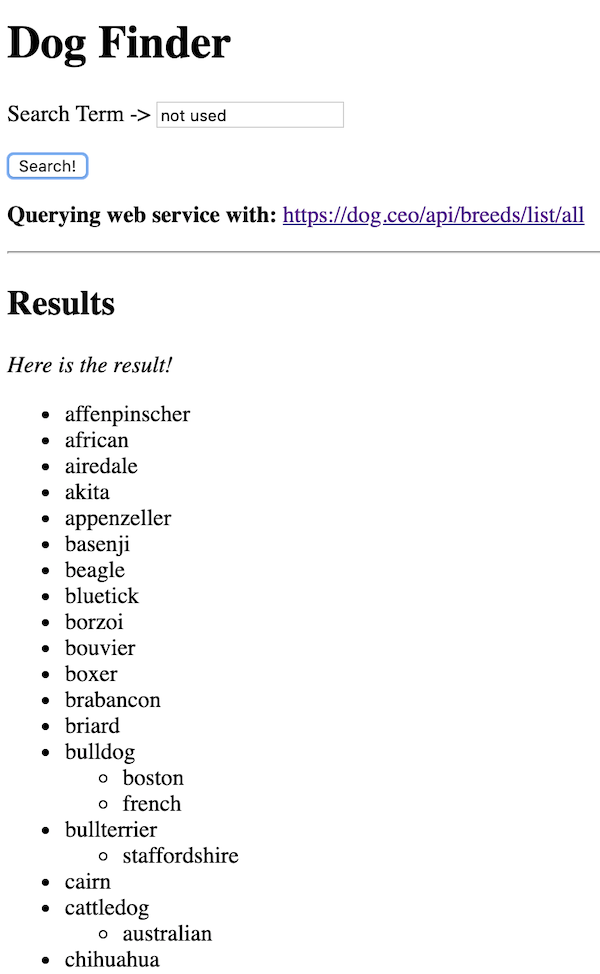 Dog Finder
Search Term -> not used
Search!
Querying web service with: https://dog.ceo/api/breeds/list/all
Results
Here is the result!
affenpinscher
african
airedale
akita
appenzeller
basenji
beagle
bluetick
borzoi
bouvier
boxer
brabancon
briard
bulldog
boston
french
bullterrier
staffordshire
cairn
cattledog
australian
chihuahua